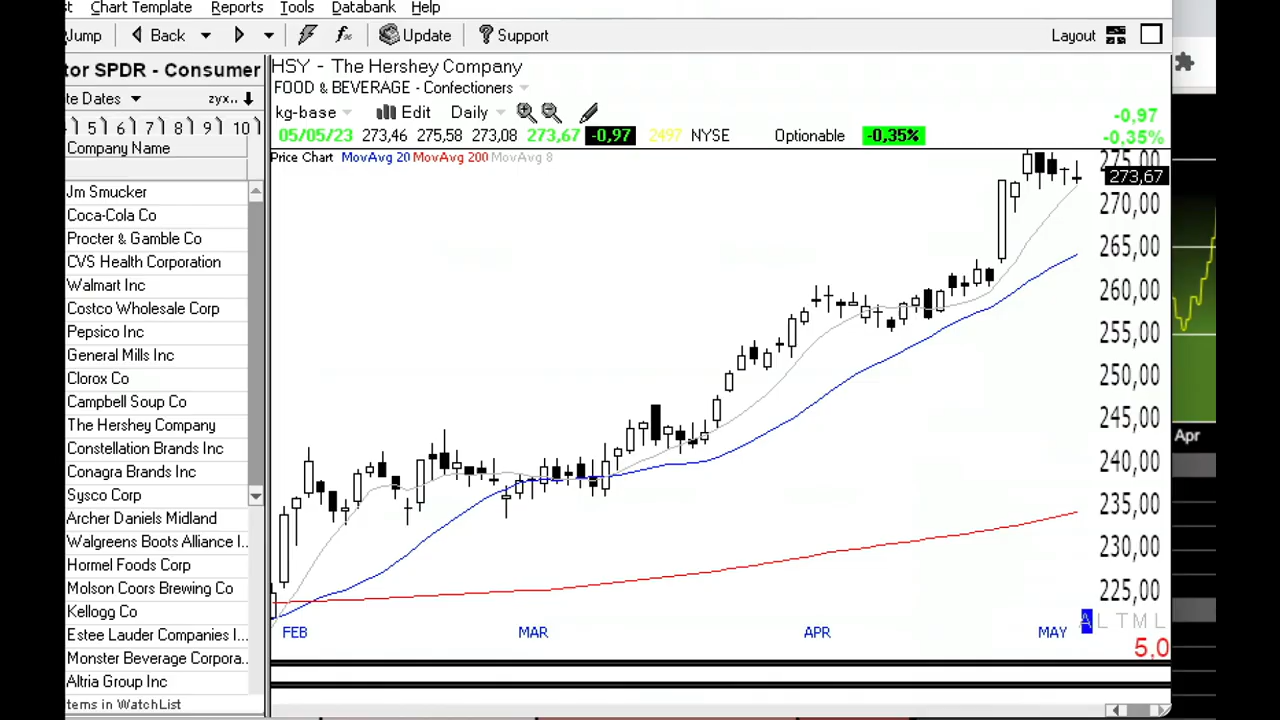 st Chart Template Reports Tools Databank Help
Jump Back Update Support Layout
tor SPDR - Consumer
te Dates zyx..
5 6 7 8 9 10
Company Name
Jm Smucker
Coca-Cola Co
Procter & Gamble Co
CVS Health Corporation
Walmart Inc
Costco Wholesale Corp
Pepsico Inc
General Mills Inc
Clorox Co
Campbell Soup Co
The Hershey Company
Constellation Brands Inc
Conagra Brands Inc
Sysco Corp
Archer Daniels Midland
Walgreens Boots Alliance I..
Hormel Foods Corp
Molson Coors Brewing Co
Kellogg Co
Estee Lauder Companies I...
Monster Beverage Corpora..
Altria Group Inc
tems in WatchList
HSY - The Hershey Company
FOOD & BEVERAGE - Confectioners
kg-base Edit Daily
-0,97
-0,35%
05/05/23 273,46 275,58 273,08 273,67 -0,97 2497 NYSE Optionable -0,35%
Price Chart MovAvg 20 MovAvg 200 MovAvg 8
275,00
273,67
270,00
265,00
260,00
255,00
250,00
245,00
240,00
235,00
230,00
225,00
A L T M L
FEB MAR APR MAY
5,0
Apr